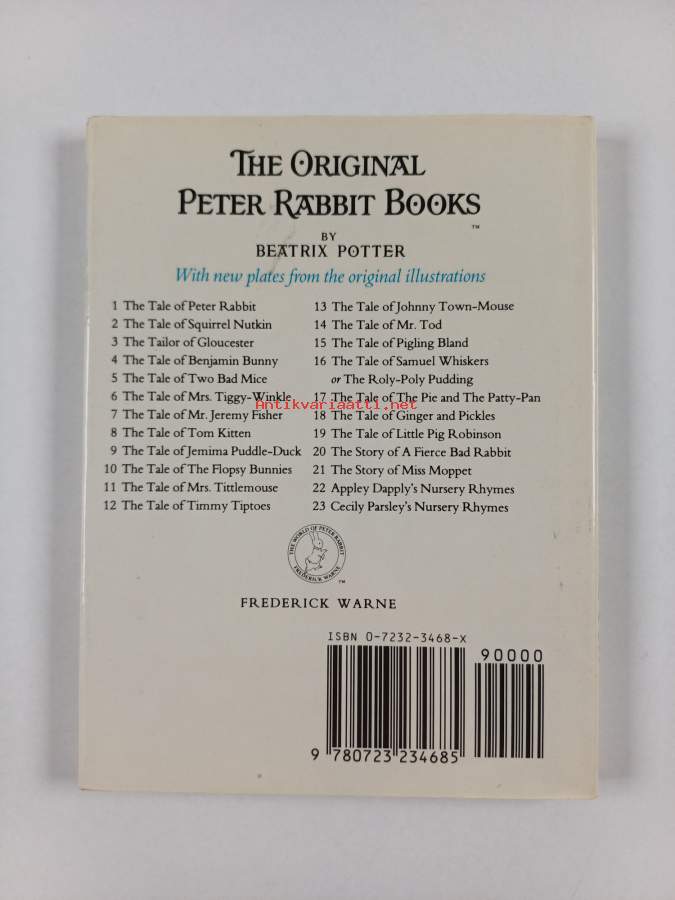 THE ORIGINAL
PETER RABBIT BOOKS
™
BY
BEATRIX POTTER
With new plates from the original illustrations
1 The Tale of Peter Rabbit
2 The Tale of Squirrel Nutkin
3 The Tailor of Gloucester
4 The Tale of Benjamin Bunny
5 The Tale of Two Bad Mice
6 The Tale of Mrs. Tiggy-Winkle
7 The Tale of Mr. Jeremy Fisher
8 The Tale of Tom Kitten
9 The Tale of Jemima Puddle-Duck
10 The Tale of The Flopsy Bunnies
11 The Tale of Mrs. Tittlemouse
12 The Tale of Timmy Tiptoes
13 The Tale of Johnny Town-Mouse
14 The Tale of Mr. Tod
15 The Tale of Pigling Bland
16 The Tale of Samuel Whiskers
or The Roly-Poly Pudding
17 The Tale of The Pie and The Patty-Pan
18 The Tale of Ginger and Pickles
19 The Tale of Little Pig Robinson
20 The Story of A Fierce Bad Rabbit
21 The Story of Miss Moppet
22 Appley Dapply's Nursery Rhymes
23 Cecily Parsley's Nursery Rhymes
Antikvariaatti.net
THE WORLD OF PETER RABBIT
FREDERICK WARNE
™
FREDERICK WARNE
ISBN 0-7232-3468-X
90000
9 780723 234685